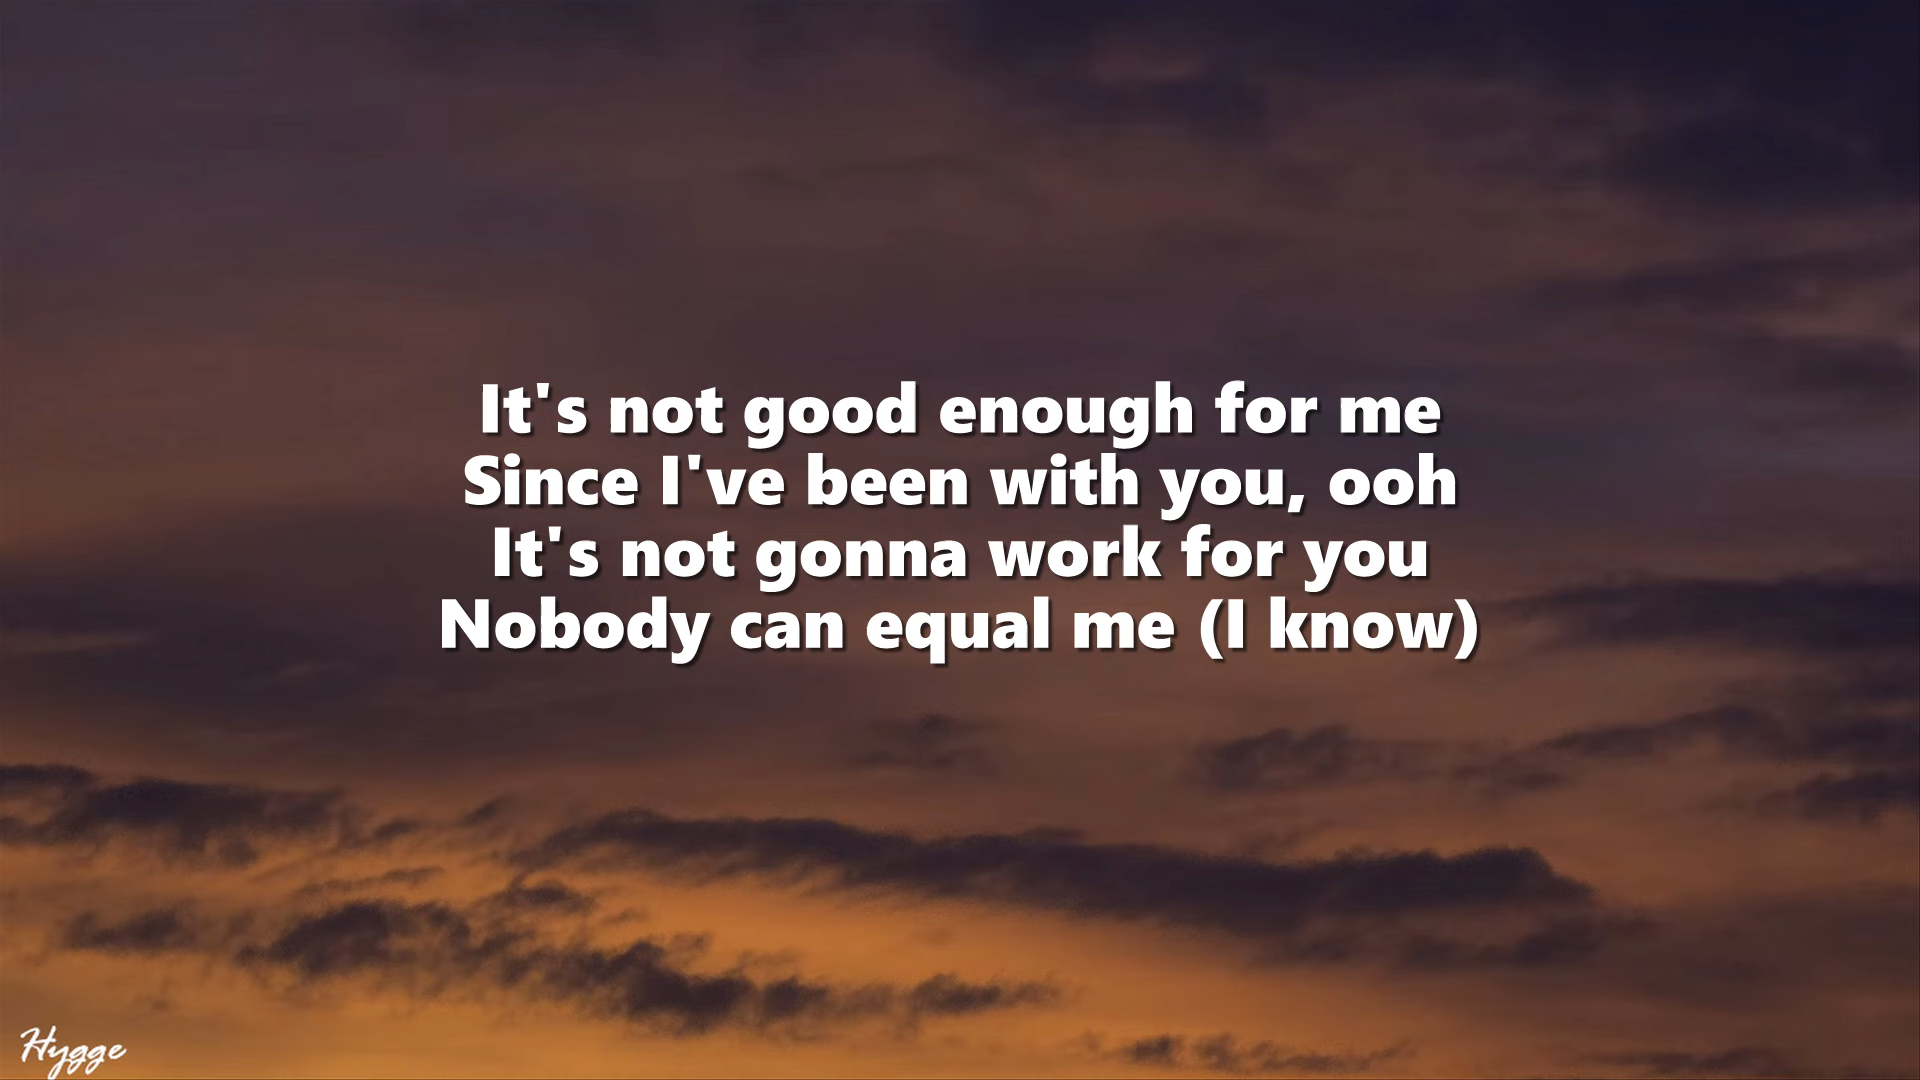 It's not good enough for me
Since I've been with you, ooh
It's not gonna work for you
Nobody can equal me (I know)
Hygge